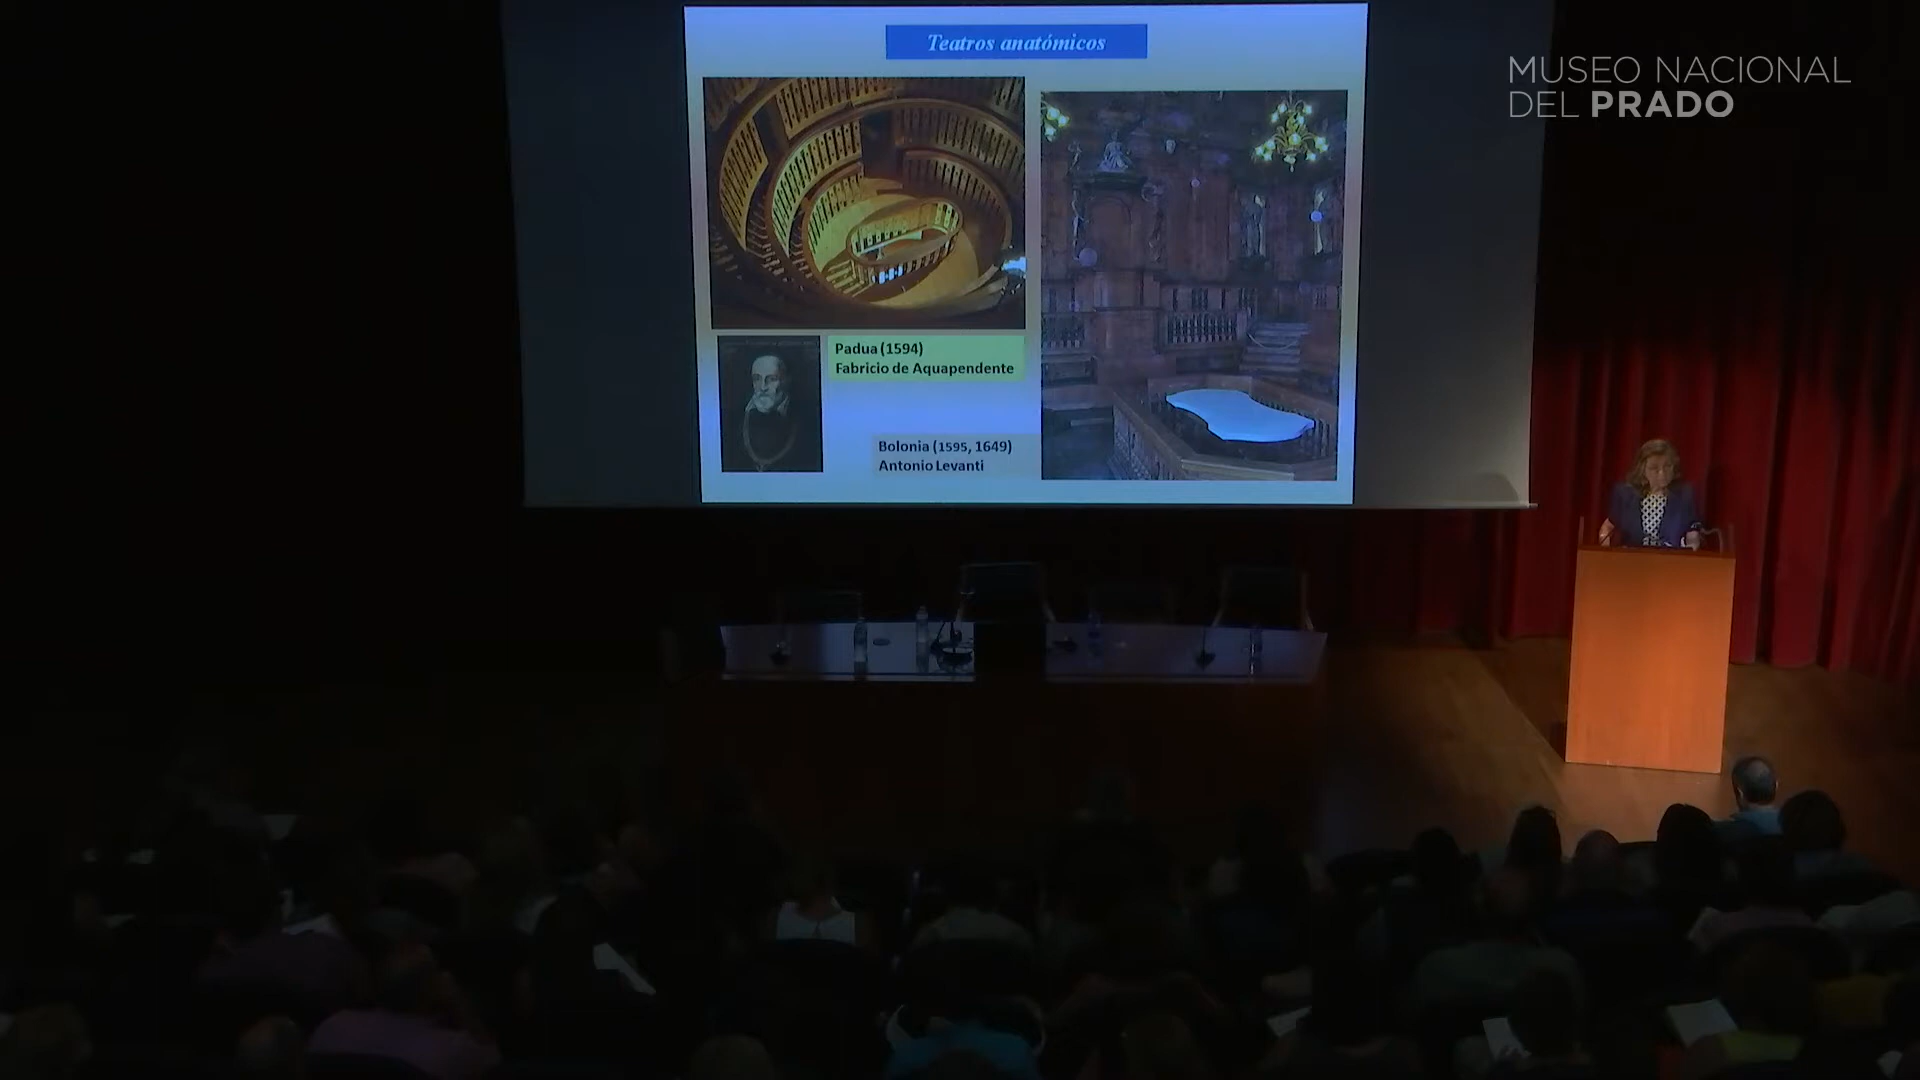 Teatros anatómicos
MUSEO NACIONAL
DEL PRADO
Padua (1594)
Fabricio de Aquapendente
Bolonia (1595, 1649)
Antonio Levanti